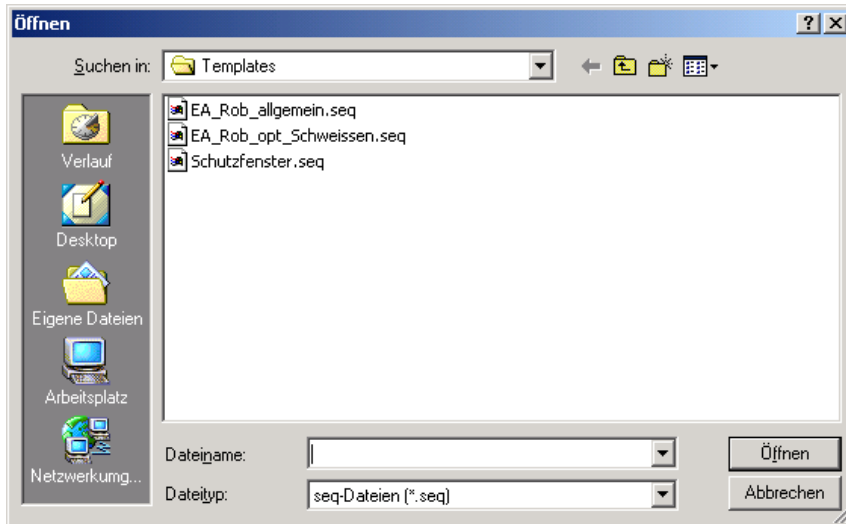 Öffnen
Suchen in: Templates
EA_Rob_allgemein.seq
EA_Rob_opt_Schweissen.seq
Schutzfenster.seq
Verlauf
Desktop
Eigene Dateien
Arbeitsplatz
Netzwerkumg...
Dateiname:
Öffnen
Dateityp: seq-Dateien (*.seq)
Abbrechen